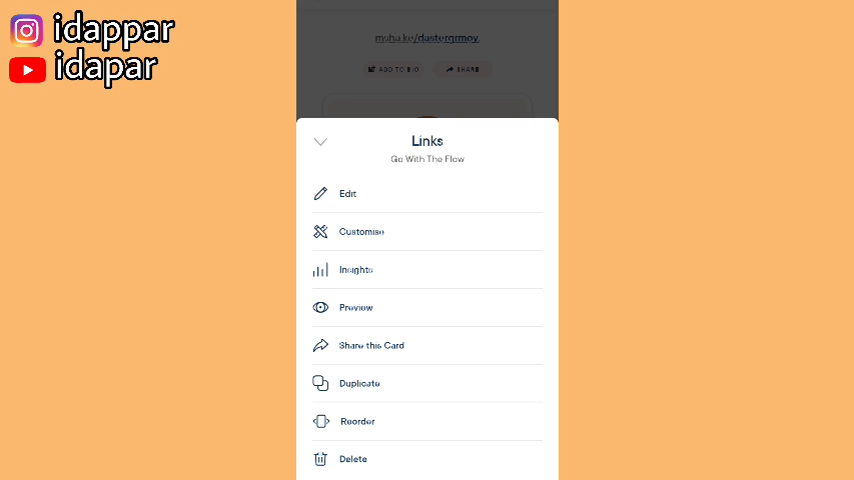 idappar
idapar
ADD TO BIO
SHARE
Links
Go With The Flow
Edit
Customise
Insights
Preview
Share this Card
Duplicate
Reorder
Delete